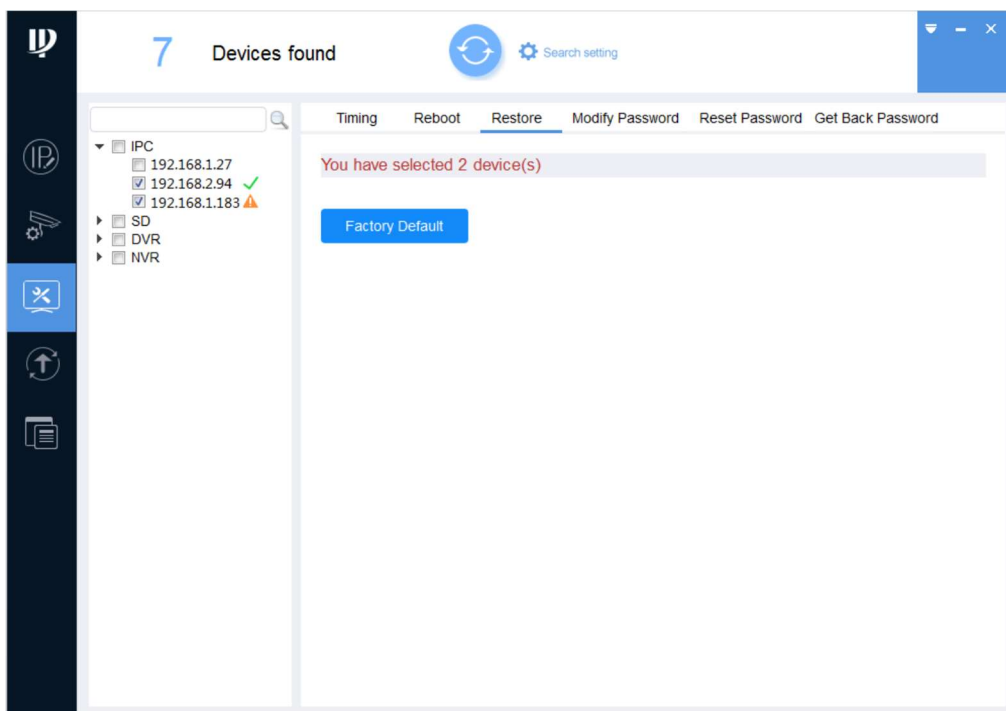 7 Devices found
Search setting
Timing Reboot Restore Modify Password Reset Password Get Back Password
IPC
192.168.1.27
192.168.2.94
192.168.1.183
SD
DVR
NVR
You have selected 2 device(s)
Factory Default
IP